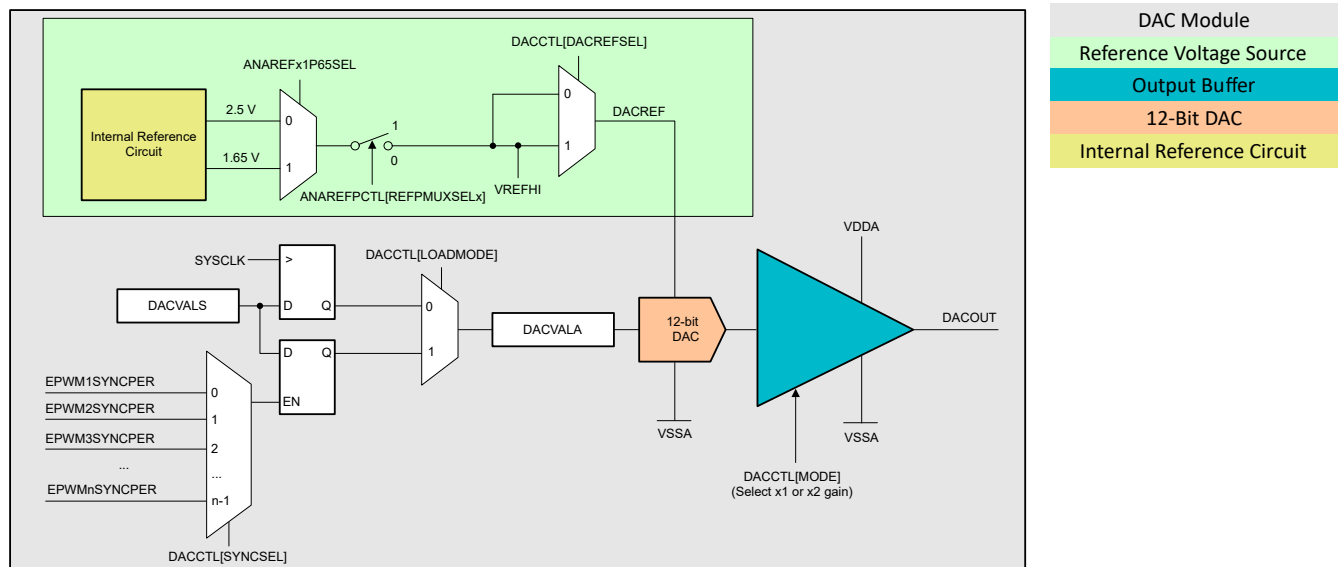 DAC Module
Reference Voltage Source
Output Buffer
12-Bit DAC
Internal Reference Circuit
DACCTL[DACREFSEL]
ANAREFx1P65SEL
Internal Reference
Circuit
2.5 V
0
1.65 V
1
1
0
ANAREFPCTL[REFPMUXSELx]
VREFHI
0
1
DACREF
SYSCLK
>
D
Q
DACVALS
D
Q
EN
DACCTL[LOADMODE]
0
1
DACVALA
12-bit
DAC
VSSA
VDDA
DACOUT
VSSA
DACCTL[MODE]
(Select x1 or x2 gain)
EPWM1SYNCPER
0
EPWM2SYNCPER
1
EPWM3SYNCPER
2
...
...
EPWMnSYNCPER
n-1
DACCTL[SYNCSEL]